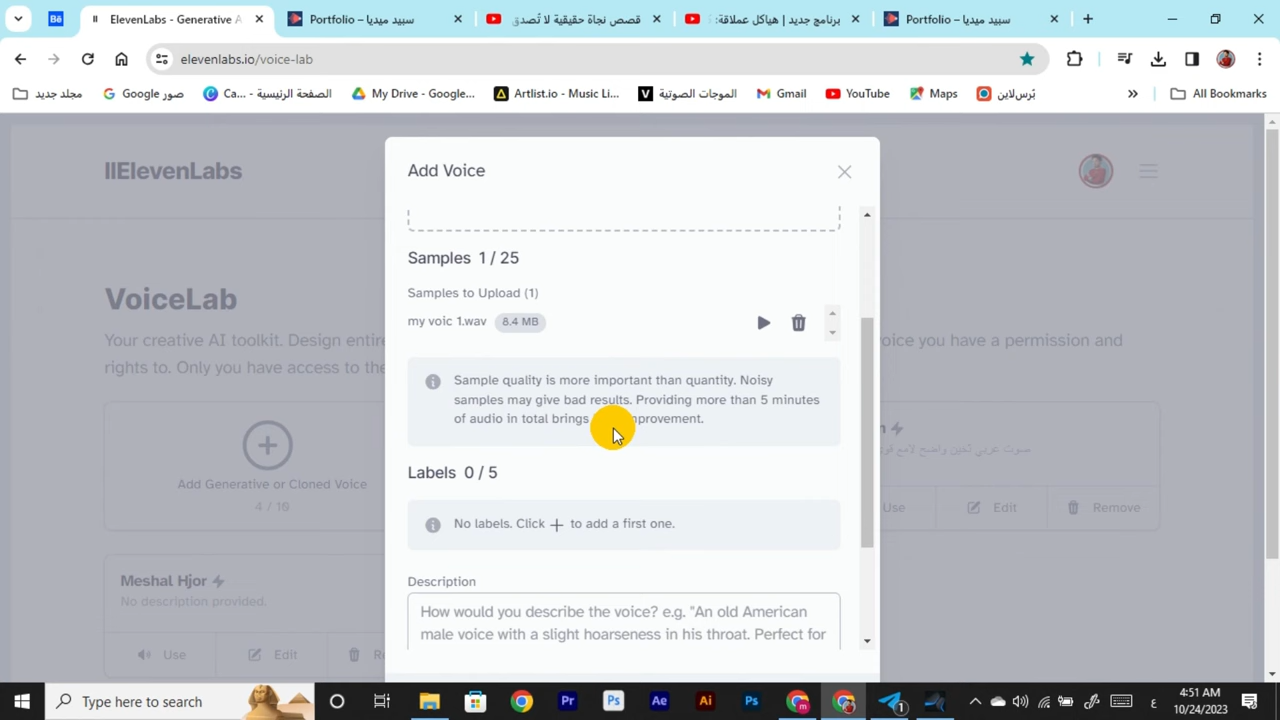 ElevenLabs - Generative A
Portfolio – سبيد ميديا
قصص نجاة حقيقية لا تُصدق
برنامج جديد | هياكل عملاقة:
Portfolio – سبيد ميديا
elevenlabs.io/voice-lab
مجلد جديد
صور Google
الصفحة الرئيسية - Ca...
My Drive - Google...
Artlist.io - Music Li...
الموجات الصوتية
Gmail
YouTube
Maps
بُرس‌لاين
All Bookmarks
IIElevenLabs
Add Voice
Samples 1 / 25
Samples to Upload (1)
my voic 1.wav 8.4 MB
Sample quality is more important than quantity. Noisy
samples may give bad results. Providing more than 5 minutes
of audio in total brings
Labels 0 / 5
No labels. Click + to add a first one.
Description
How would you describe the voice? e.g. "An old American
male voice with a slight hoarseness in his throat. Perfect for
VoiceLab
Your creative AI toolkit. Design entire
voice you have a permission and
rights to. Only you have access to the
Add Generative or Cloned Voice
4 / 10
Edit
Remove
Meshal Hjor
No description provided.
Use
Edit
Type here to search
4:51 AM
10/24/2023